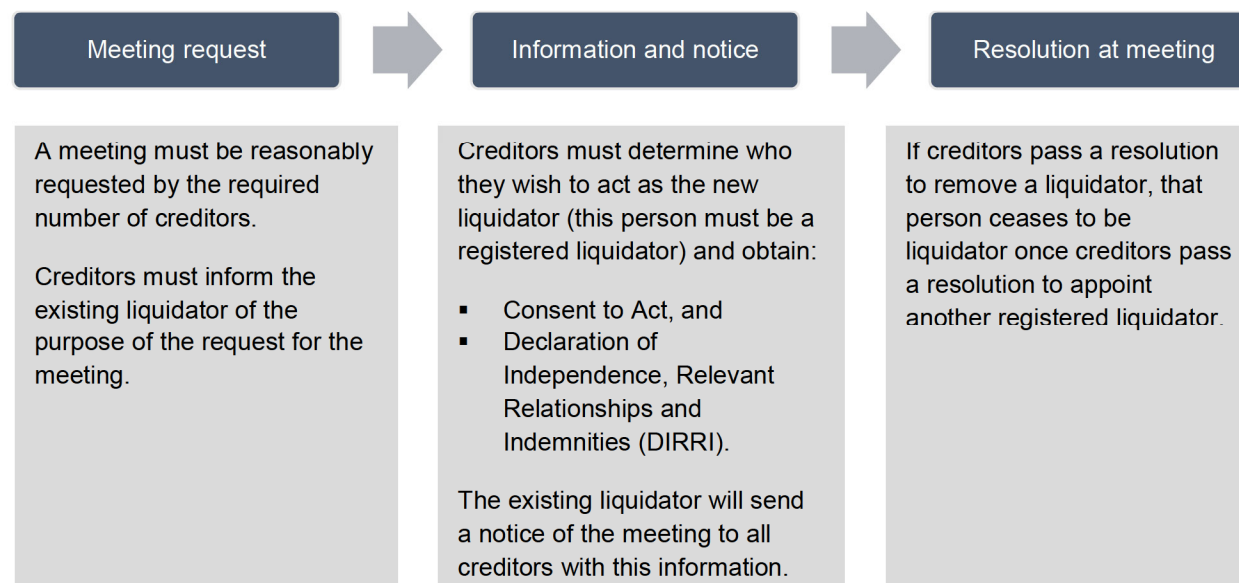 Meeting request
Information and notice
Resolution at meeting
A meeting must be reasonably
requested by the required
number of creditors.
Creditors must inform the
existing liquidator of the
purpose of the request for the
meeting.
Creditors must determine who
they wish to act as the new
liquidator (this person must be a
registered liquidator) and obtain:
▪ Consent to Act, and
▪ Declaration of
Independence, Relevant
Relationships and
Indemnities (DIRRI).
The existing liquidator will send
a notice of the meeting to all
creditors with this information.
If creditors pass a resolution
to remove a liquidator, that
person ceases to be
liquidator once creditors pass
a resolution to appoint
another registered liquidator.